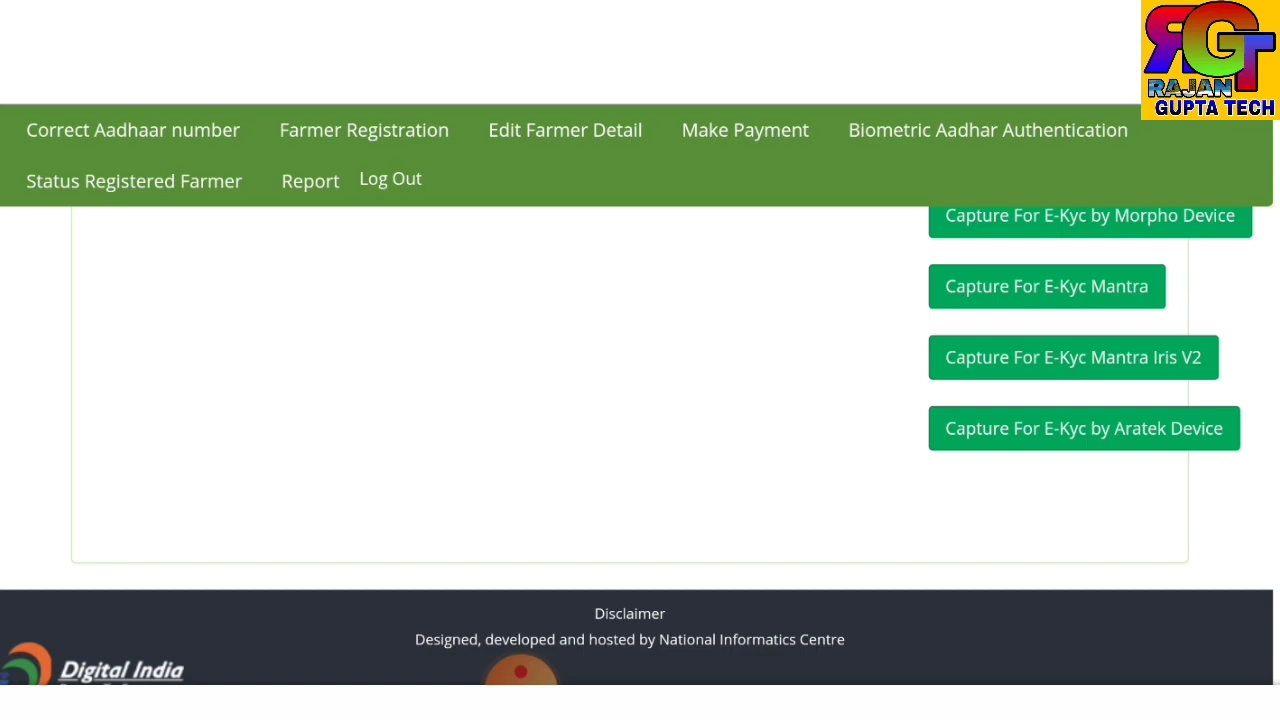 RGT
RAJAN
GUPTA TECH
Correct Aadhaar number Farmer Registration Edit Farmer Detail Make Payment Biometric Aadhar Authentication
Status Registered Farmer Report Log Out
Capture For E-Kyc by Morpho Device
Capture For E-Kyc Mantra
Capture For E-Kyc Mantra Iris V2
Capture For E-Kyc by Aratek Device
Disclaimer
Designed, developed and hosted by National Informatics Centre
Digital India